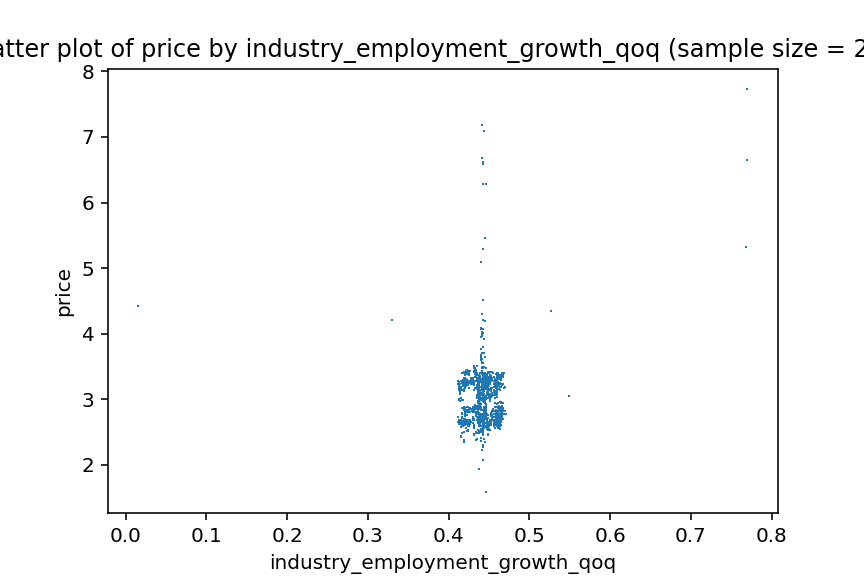 atter plot of price by industry_employment_growth_qoq (sample size = 2
8
7
6
5
4
3
2
price
0.0 0.1 0.2 0.3 0.4 0.5 0.6 0.7 0.8
industry_employment_growth_qoq